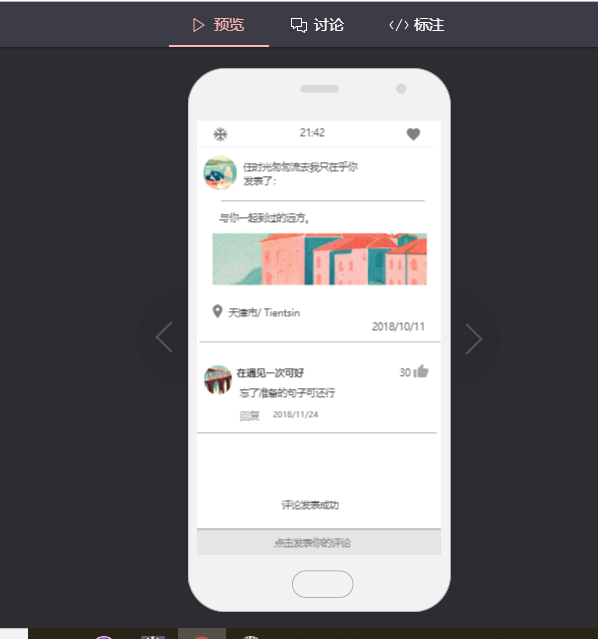 预览
讨论
标注
21:42
任时光匆匆流去我只在乎你
发表了：
与你一起到过的远方。
天津市/ Tientsin
2018/10/11
在遇见一次可好
30
忘了准备的句子可还行
回复 2018/11/24
评论发表成功
点击发表你的评论